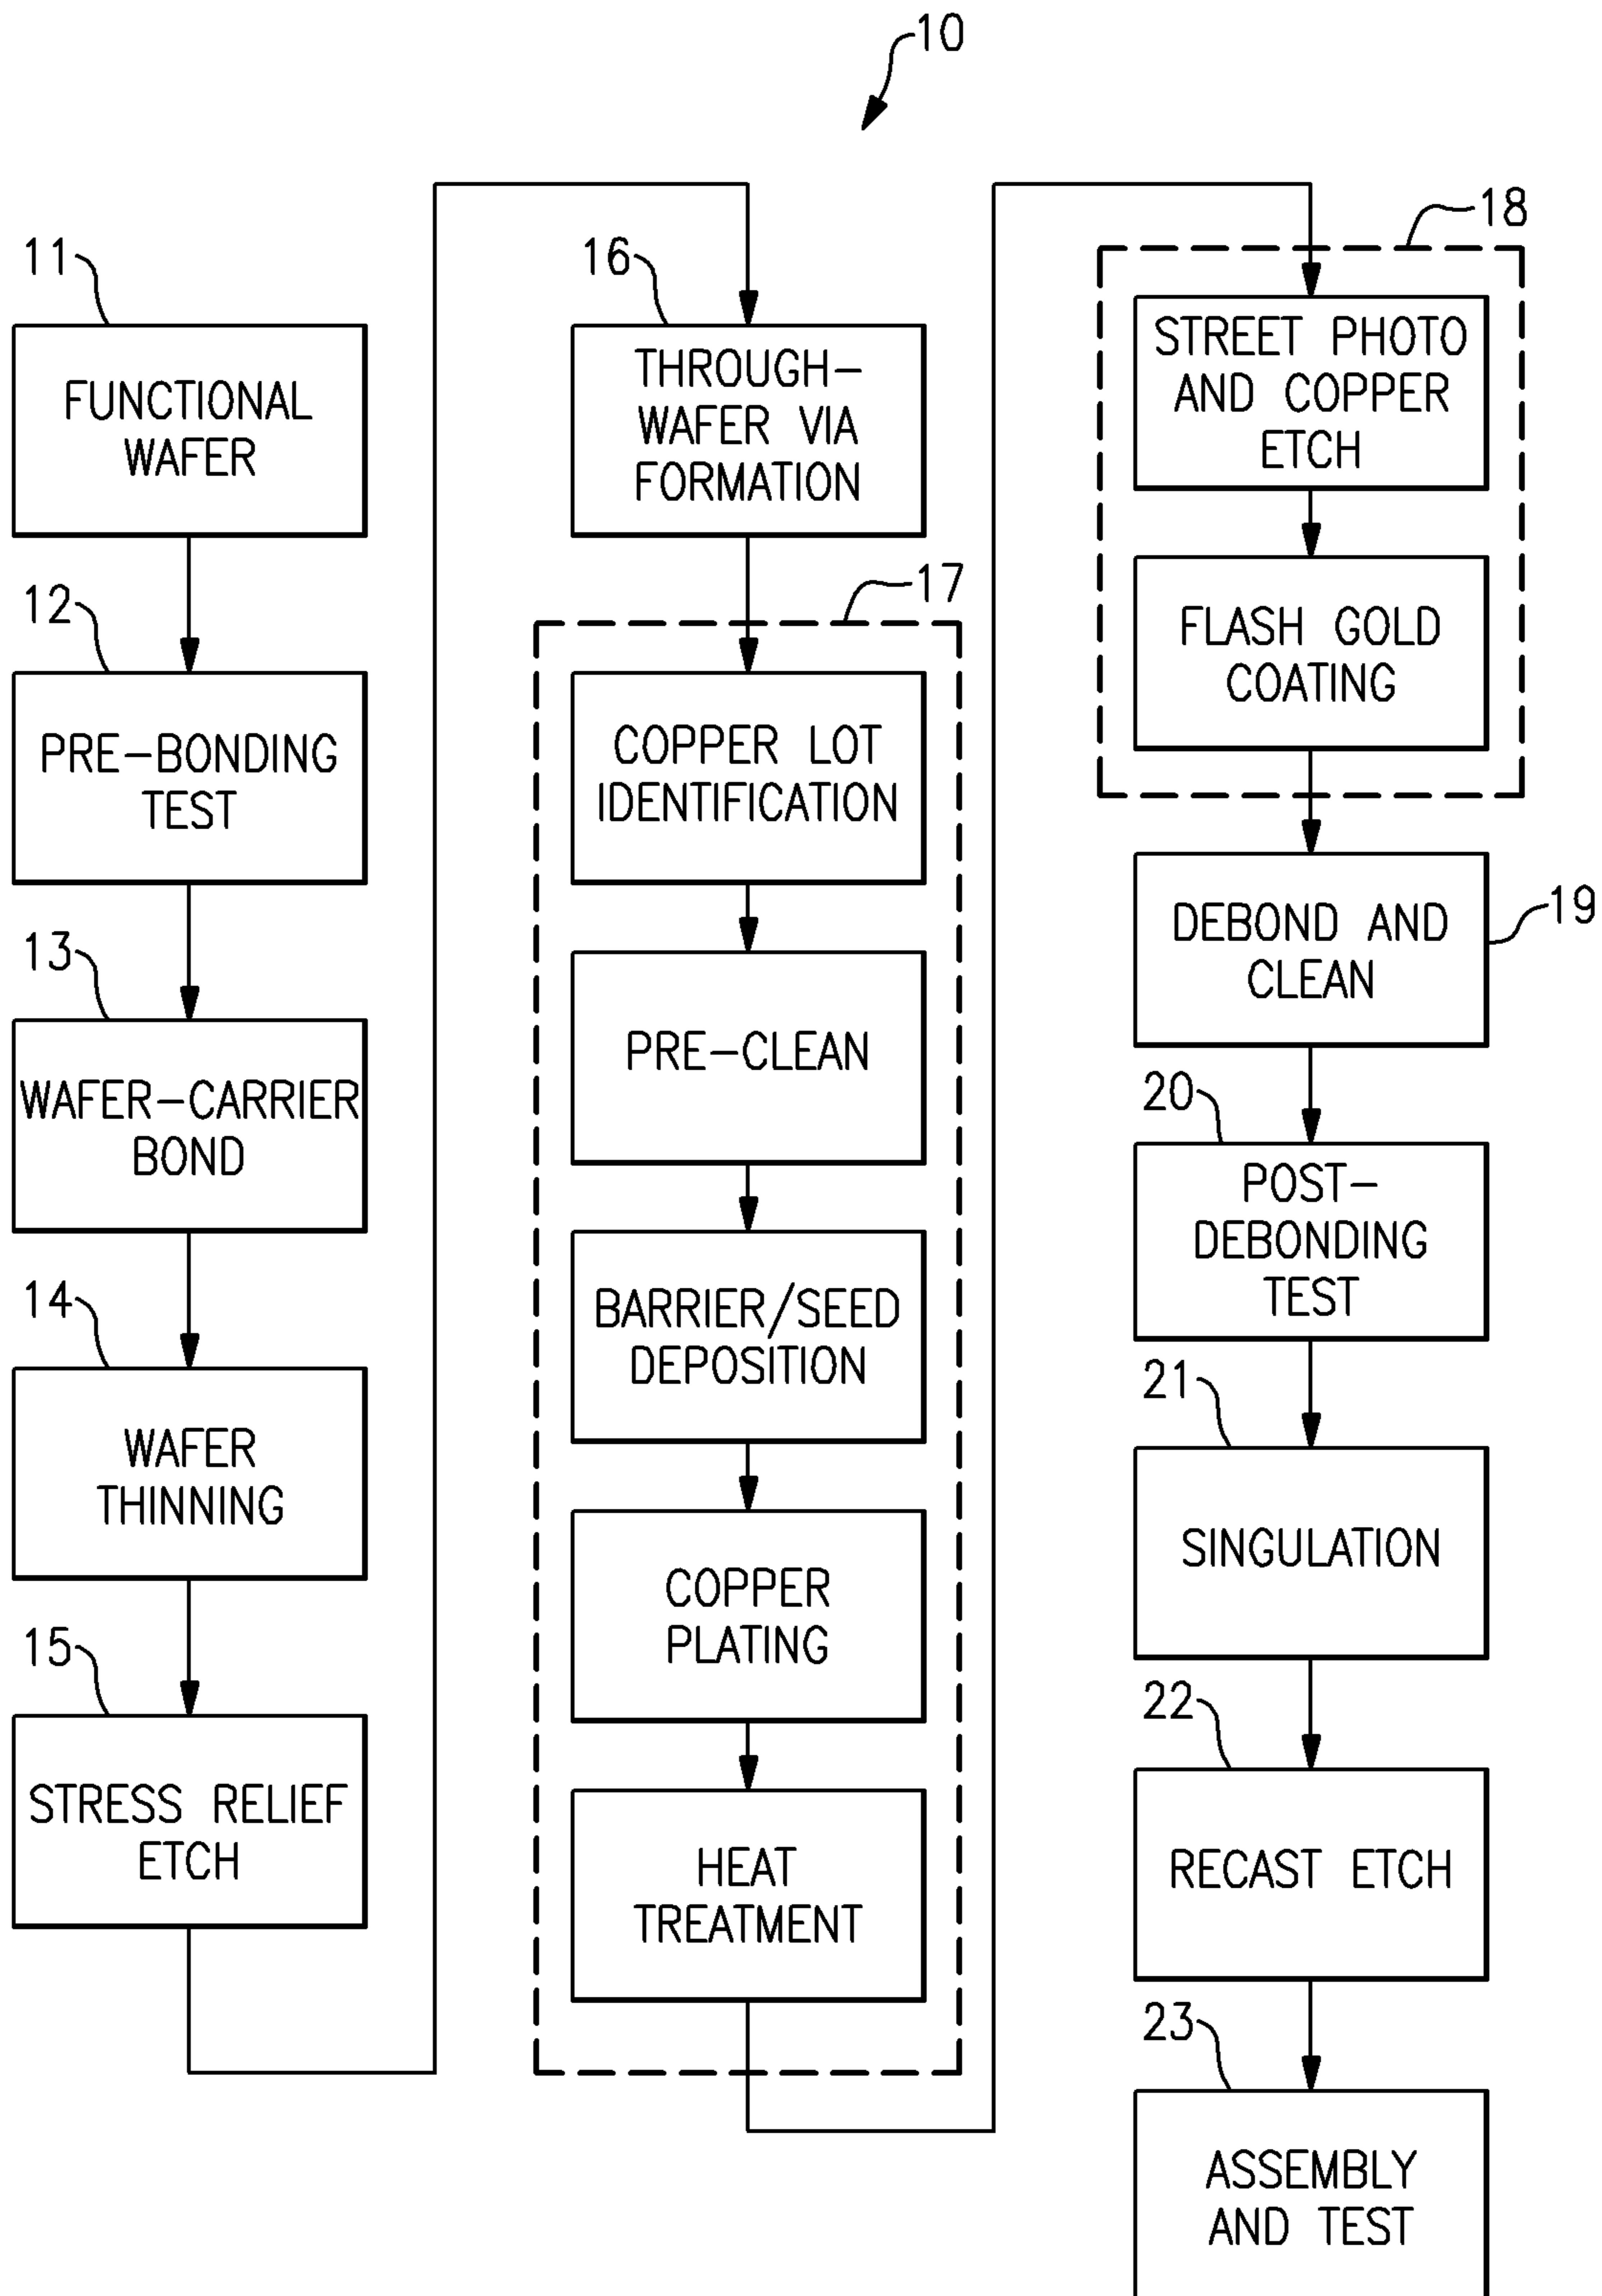 10
11
FUNCTIONAL
WAFER
12
PRE-BONDING
TEST
13
WAFER-CARRIER
BOND
14
WAFER
THINNING
15
STRESS RELIEF
ETCH
16
THROUGH-
WAFER VIA
FORMATION
17
COPPER LOT
IDENTIFICATION
PRE-CLEAN
BARRIER/SEED
DEPOSITION
COPPER
PLATING
HEAT
TREATMENT
18
STREET PHOTO
AND COPPER
ETCH
FLASH GOLD
COATING
DEBOND AND
CLEAN
19
20
POST-
DEBONDING
TEST
21
SINGULATION
22
RECAST ETCH
23
ASSEMBLY
AND TEST